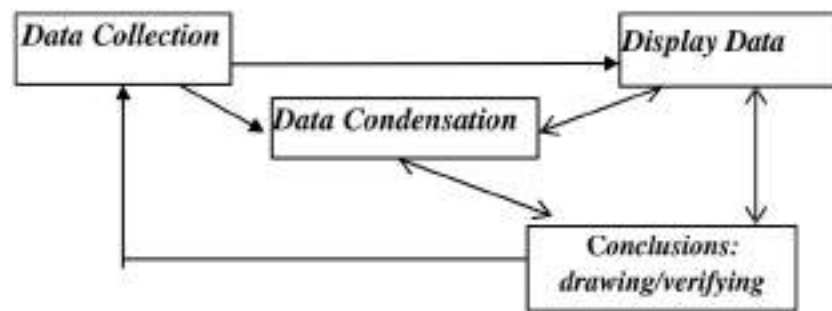 Data Collection
Display Data
Data Condensation
Conclusions:
drawing/verifying